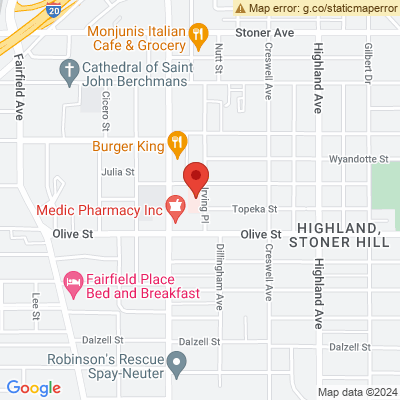 Map error: g.co/staticmaperror
20
Monjunis Italian
Cafe & Grocery
Stoner Ave
Nutt St
Creswell Ave
Highland Ave
Gilbert Dr
Fairfield Ave
Cathedral of Saint
John Berchmans
Cicero St
Burger King
Wyandotte St
Julia St
Irving Pl
Medic Pharmacy Inc
Topeka St
Olive St
Olive St
HIGHLAND,
STONER HILL
Fairfield Place
Bed and Breakfast
Lee St
Dillingham Ave
Creswell Ave
Highland Ave
Dalzell St
Dalzell St
Robinson's Rescue
Spay-Neuter
Google
Map data ©2024